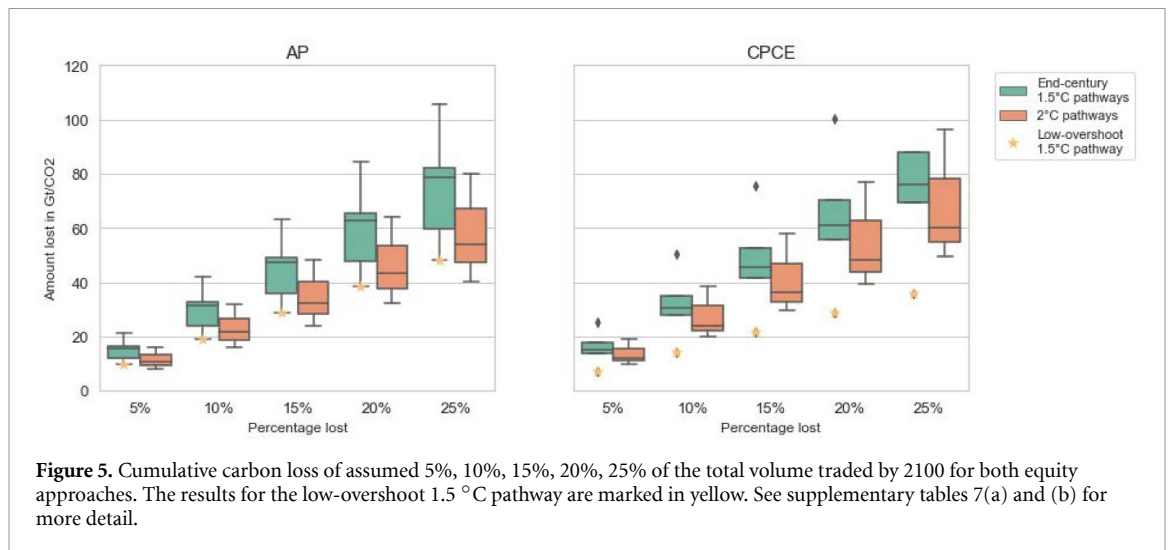 AP
CPCE
120
100
80
60
40
20
0
Amount lost in Gt/CO2
5%
10%
15%
20%
25%
Percentage lost
5%
10%
15%
20%
25%
Percentage lost
End-century
1.5°C pathways
2°C pathways
Low-overshoot
1.5°C pathway
Figure 5. Cumulative carbon loss of assumed 5%, 10%, 15%, 20%, 25% of the total volume traded by 2100 for both equity
approaches. The results for the low-overshoot 1.5 °C pathway are marked in yellow. See supplementary tables 7(a) and (b) for
more detail.